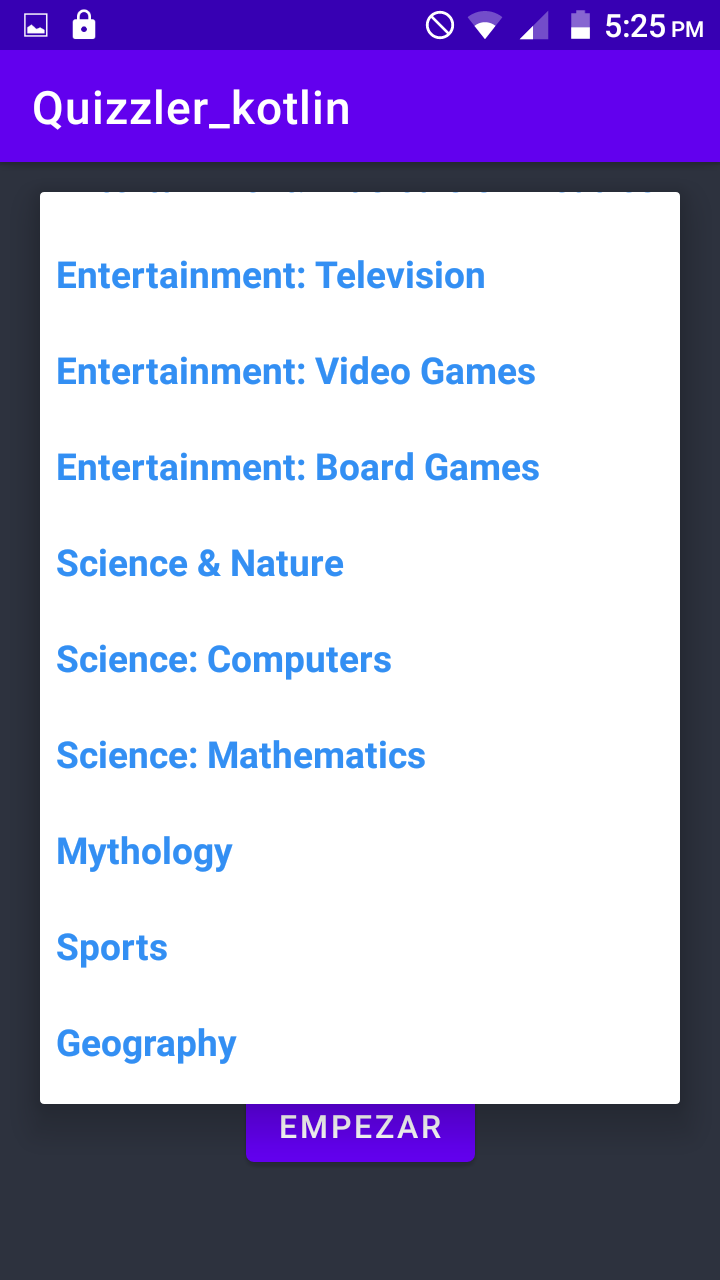 5:25 PM
Quizzler_kotlin
Entertainment: Television
Entertainment: Video Games
Entertainment: Board Games
Science & Nature
Science: Computers
Science: Mathematics
Mythology
Sports
Geography
EMPEZAR